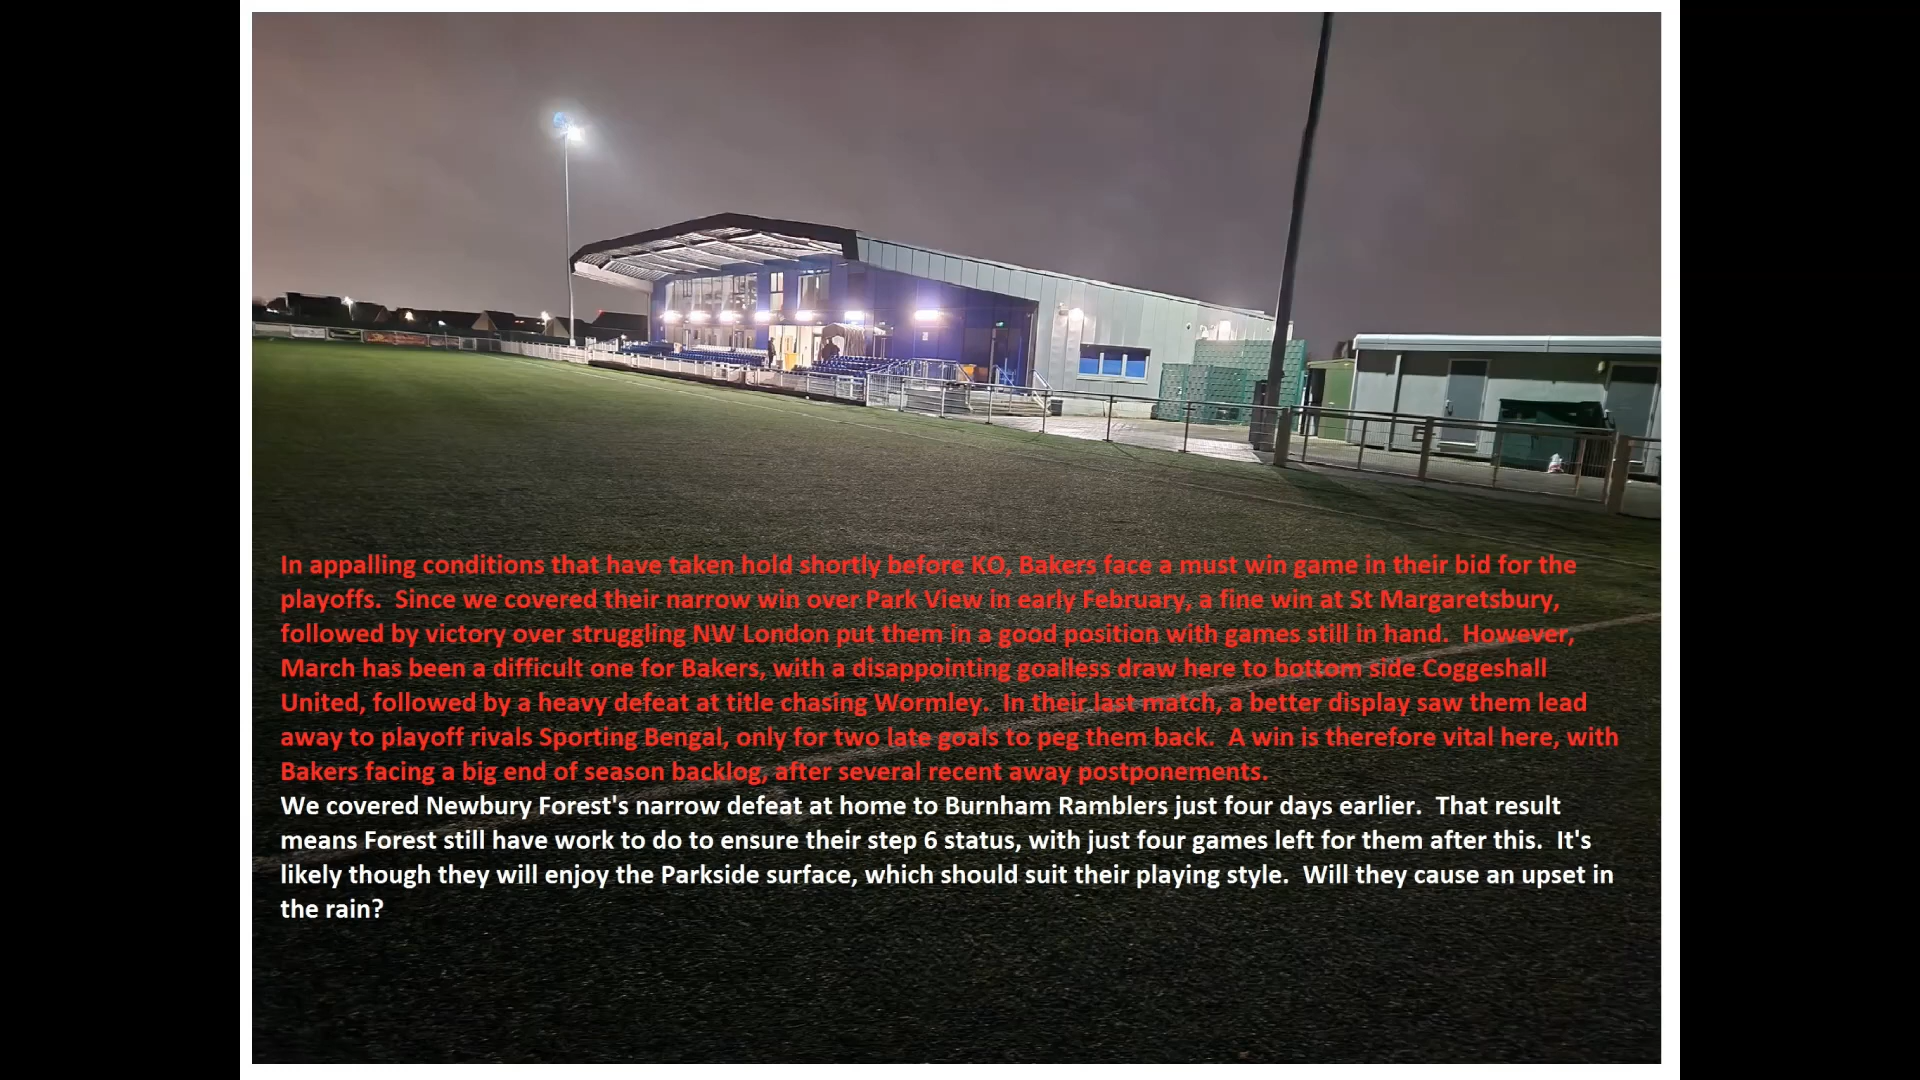 In appalling conditions that have taken hold shortly before KO, Bakers face a must win game in their bid for the
playoffs.  Since we covered their narrow win over Park View in early February, a fine win at St Margaretsbury,
followed by victory over struggling NW London put them in a good position with games still in hand.  However,
March has been a difficult one for Bakers, with a disappointing goalless draw here to bottom side Coggeshall
United, followed by a heavy defeat at title chasing Wormley.  In their last match, a better display saw them lead
away to playoff rivals Sporting Bengal, only for two late goals to peg them back.  A win is therefore vital here, with
Bakers facing a big end of season backlog, after several recent away postponements.
We covered Newbury Forest's narrow defeat at home to Burnham Ramblers just four days earlier.  That result
means Forest still have work to do to ensure their step 6 status, with just four games left for them after this.  It's
likely though they will enjoy the Parkside surface, which should suit their playing style.  Will they cause an upset in
the rain?